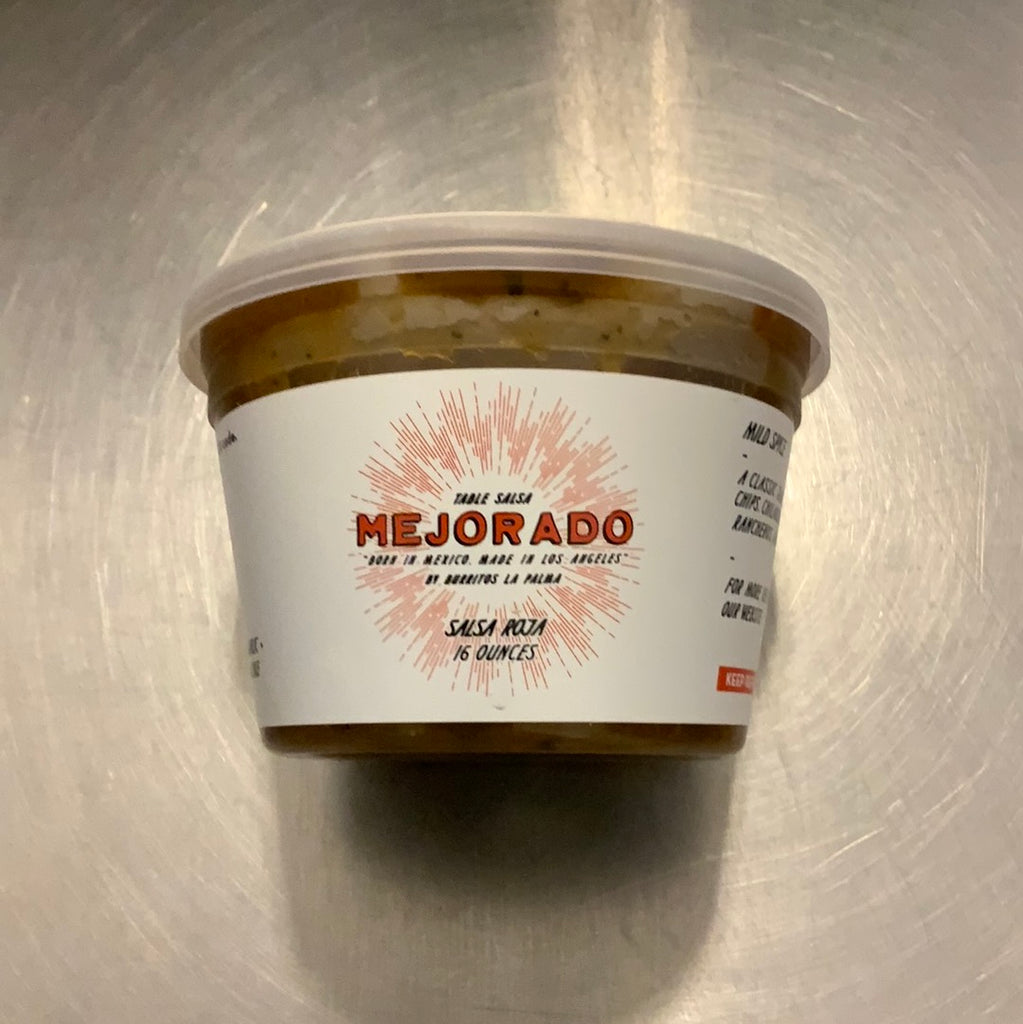 TABLE SALSA
MEJORADO
"BORN IN MEXICO. MADE IN LOS ANGELES"
BY BURRITOS LA PALMA
SALSA ROJA
16 OUNCES
MILD
-
A CLASSIC
CHIPS,
-
FOR MORE
OUR WEBSITE
KEEP